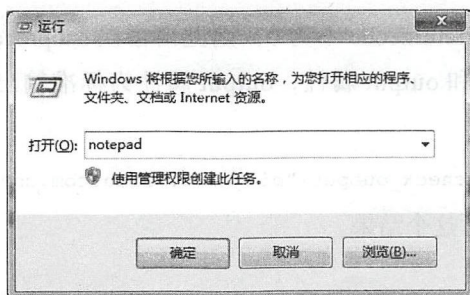 运行
Windows 将根据您所输入的名称，为您打开相应的程序、
文件夹、文档或 Internet 资源。
打开(O): notepad
使用管理权限创建此任务。
确定 取消 浏览(B)...